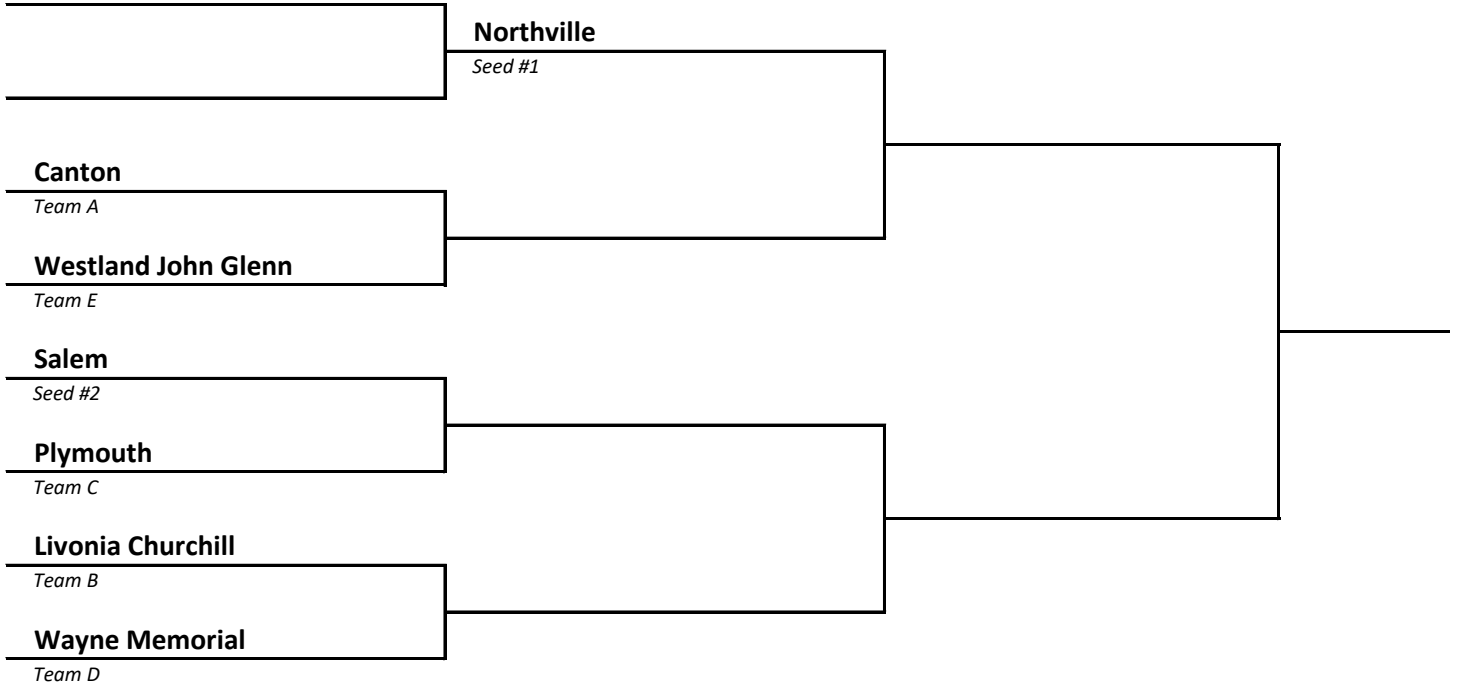 Northville
Seed #1
Canton
Team A
Westland John Glenn
Team E
Salem
Seed #2
Plymouth
Team C
Livonia Churchill
Team B
Wayne Memorial
Team D